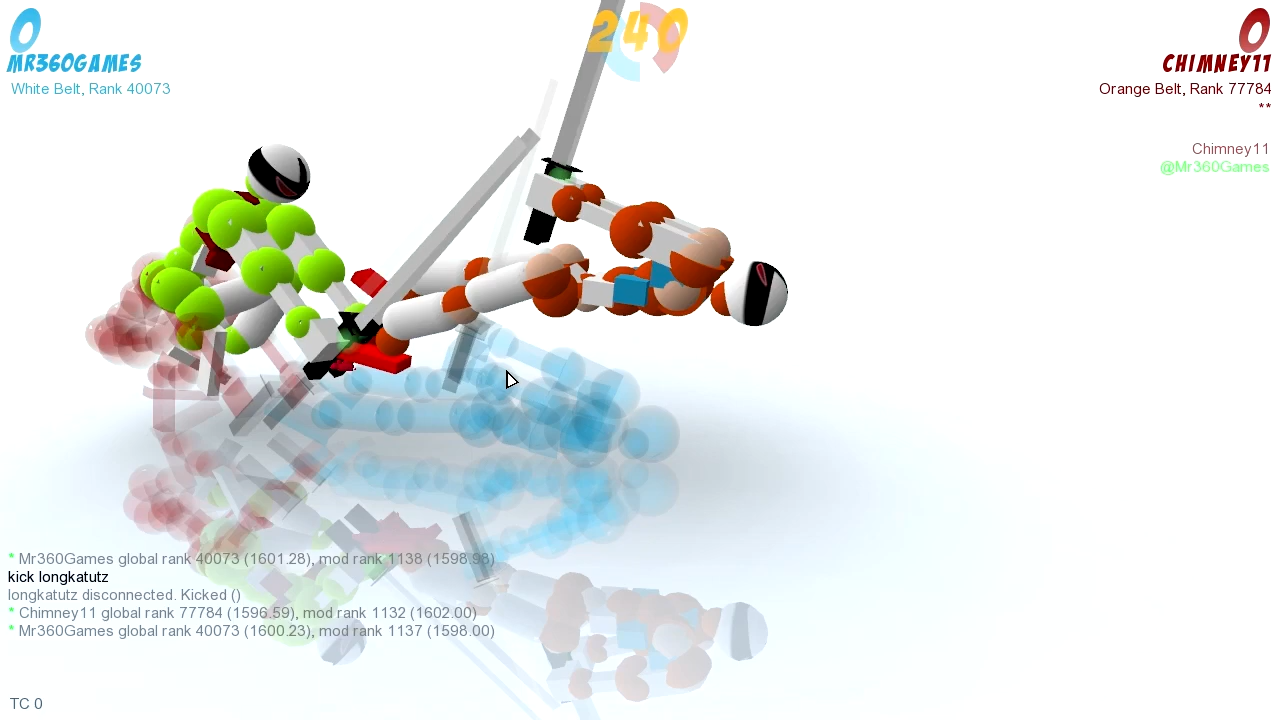 0
MR360GAMES
White Belt, Rank 40073
240
0
CHIMNEY11
Orange Belt, Rank 77784
**
Chimney11
@Mr360Games
* Mr360Games global rank 40073 (1601.28), mod rank 1138 (1598.98)
kick longkatutz
longkatutz disconnected. Kicked ()
* Chimney11 global rank 77784 (1596.59), mod rank 1132 (1602.00)
* Mr360Games global rank 40073 (1600.23), mod rank 1137 (1598.00)
TC 0